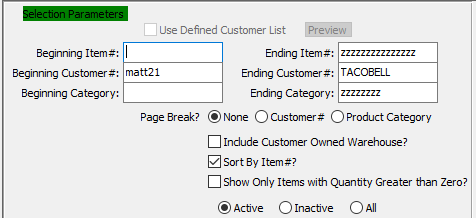 Selection Parameters
Use Defined Customer List Preview
Beginning Item#: Ending Item#: zzzzzzzzzzzzzzz
Beginning Customer#: matt21 Ending Customer#: TACOBELL
Beginning Category: Ending Category: zzzzzzzz
Page Break? None Customer# Product Category
Include Customer Owned Warehouse?
Sort By Item#?
Show Only Items with Quantity Greater than Zero?
Active Inactive All